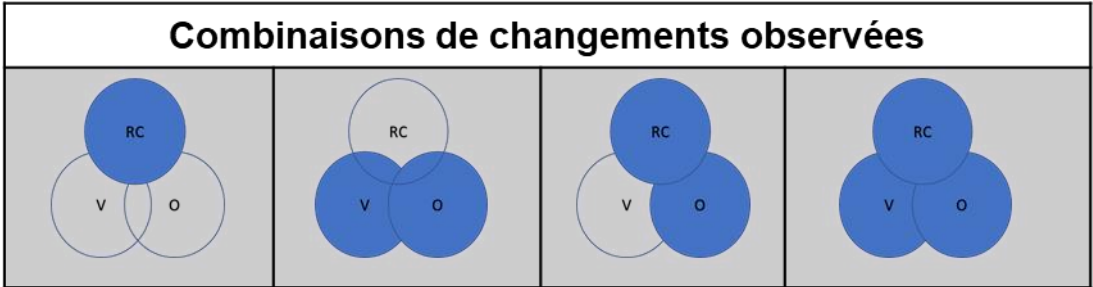 Combinaisons de changements observées
RC
V O
RC
V O
RC
V O
RC
V O